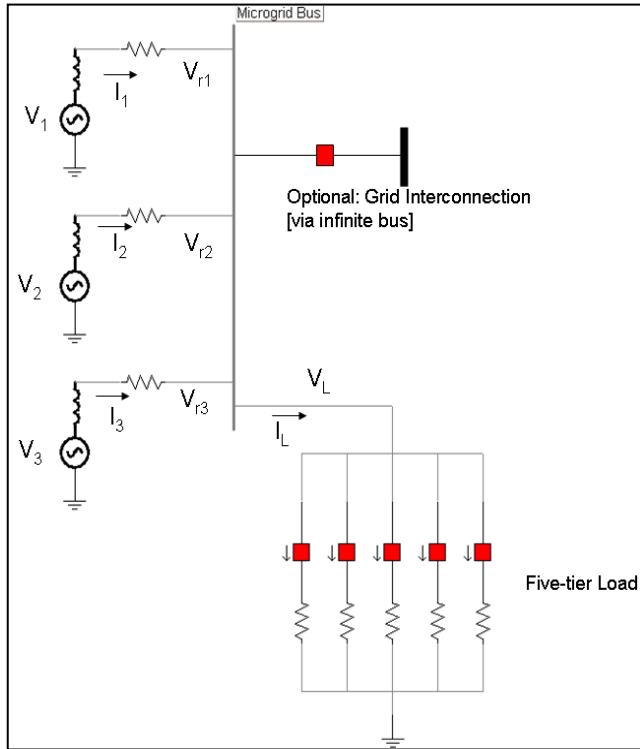 Microgrid Bus
V1
I1
Vr1
Optional: Grid Interconnection
[via infinite bus]
V2
I2
Vr2
V3
I3
Vr3
VL
IL
Five-tier Load